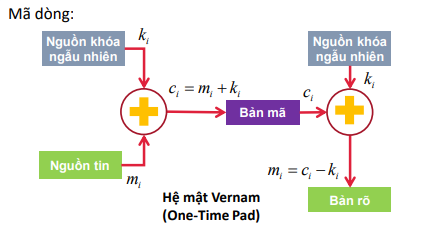 Mã dòng:
Nguồn khóa
ngẫu nhiên
k_i
c_i = m_i + k_i
Nguồn tin
m_i
Bản mã
c_i
Nguồn khóa
ngẫu nhiên
k_i
m_i = c_i − k_i
Bản rõ
Hệ mật Vernam
(One-Time Pad)